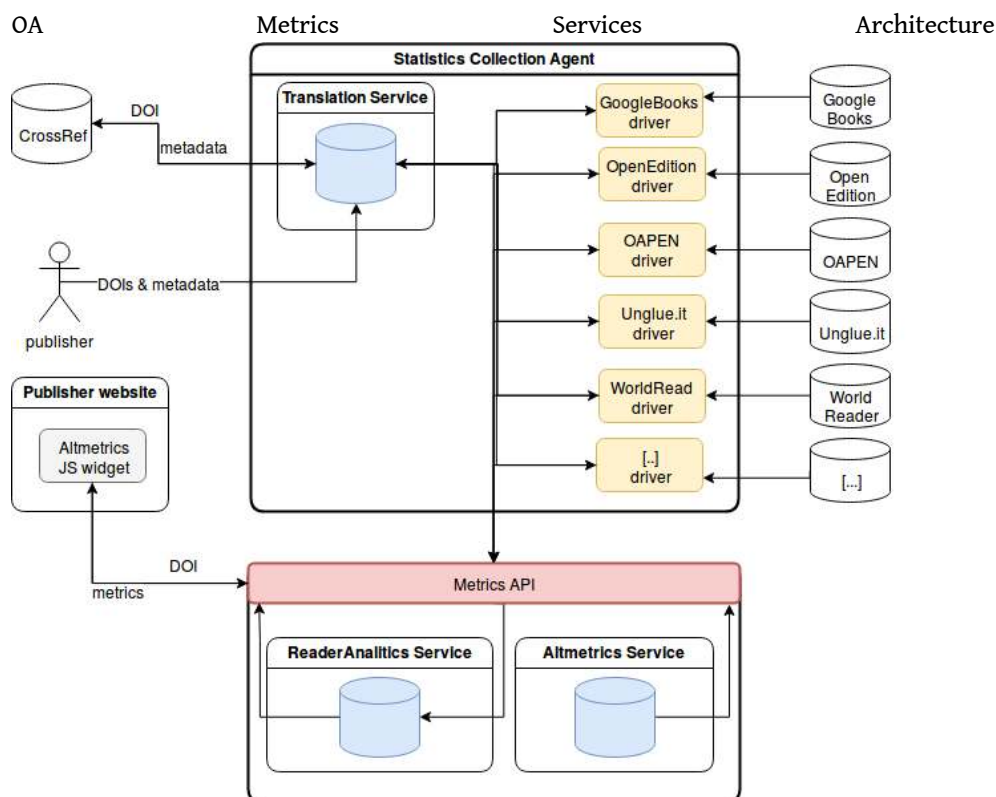 OA Metrics Services Architecture
Statistics Collection Agent
Translation Service
CrossRef
DOI
metadata
publisher
DOIs & metadata
GoogleBooks
driver
OpenEdition
driver
OAPEN
driver
Unglue.it
driver
WorldRead
driver
[..]
driver
Google
Books
Open
Edition
OAPEN
Unglue.it
World
Reader
[...]
Publisher website
Altmetrics
JS widget
DOI
metrics
Metrics API
ReaderAnalitics Service
Altmetrics Service